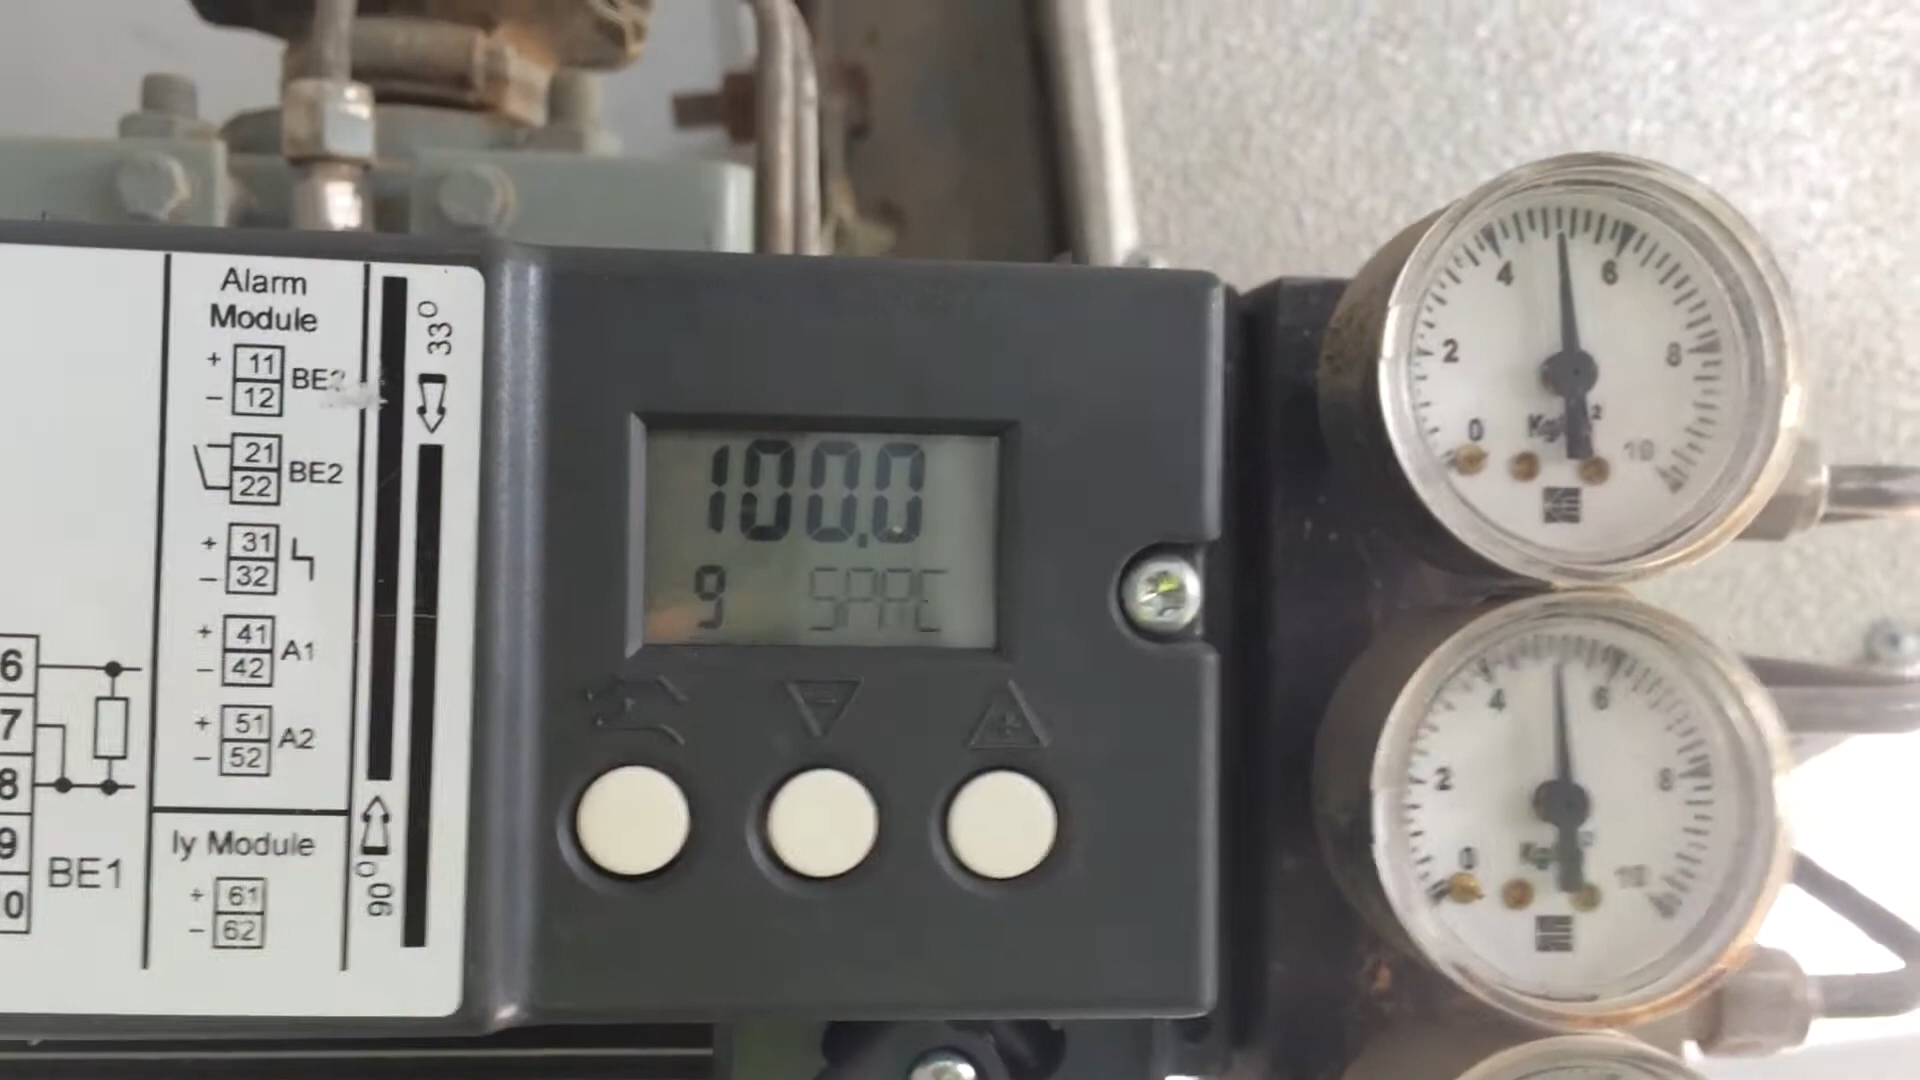 Alarm
Module
+ 11
- 12
21
22 BE2
+ 31
- 32
+ 41
- 42 A1
+ 51
- 52 A2
Iy Module
+ 61
- 62
6
7
8
9
0
BE1
33°
90°
100.0
9 SPRE
- +
0 2 4 6 8 10
0 2 4 6 8 10